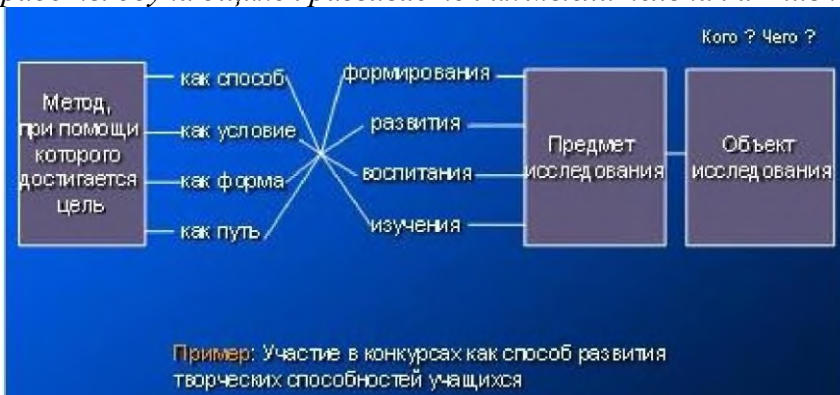 Кого ? Чего ?
Метод,
при помощи
которого
достигается
цель
как способ
как условие
как форма
как путь
формирования
развития
воспитания
изучения
Предмет
исследования
Объект
исследования
Пример: Участие в конкурсах как способ развития
творческих способностей учащихся